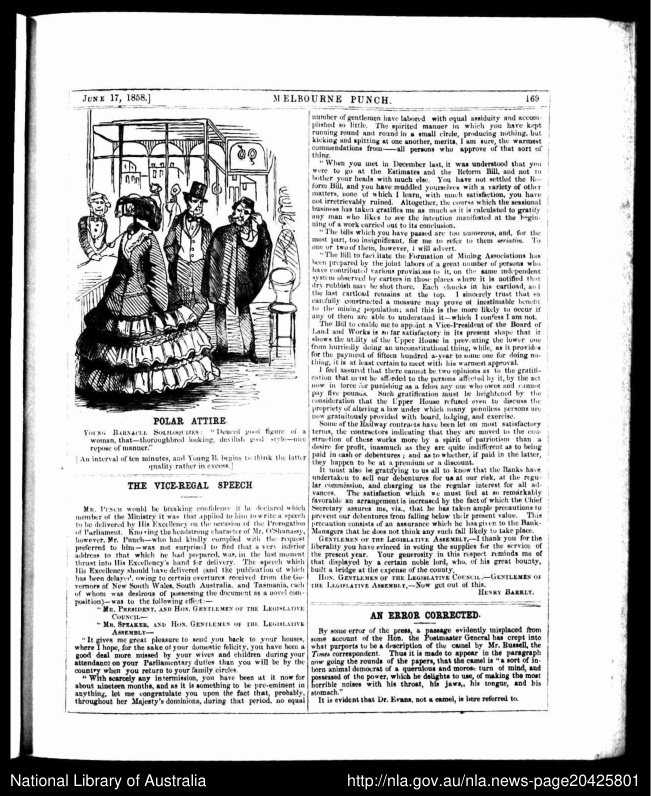 JUNE 17, 1858.]
MELBOURNE PUNCH.
169
POLAR ATTIRE.
YOUNG BARNACLE SOLILOQUIZES: "Deuced good figure of a
woman, that—thoroughbred looking, devilish good style—nice
repose of manner."
[An interval of ten minutes, and Young B. begins to think the latter
quality rather in excess.]
THE VICE-REGAL SPEECH
MR. PUNCH would be breaking confidence if he declared which
member of the Ministry it was that applied to him to write a speech
to be delivered by His Excellency on the occasion of the Prorogation
of Parliament. Knowing the headstrong character of Mr. O'Shanassy,
however, Mr. Punch—who had kindly complied with the request
preferred to him—was not surprised to find that a very inferior
address to that which he had prepared, was, in the last moment
thrust into His Excellency's hand for delivery. The speech which
His Excellency should have delivered (and the publication of which
has been delayed, owing to certain overtures received from the Go-
vernors of New South Wales, South Australia, and Tasmania, each
of whom was desirous of possessing the document as a novel com-
position)—was to the following effect:—
"MR. PRESIDENT, AND HON. GENTLEMEN OF THE LEGISLATIVE
COUNCIL—
"MR. SPEAKER, AND HON. GENTLEMEN OF THE LEGISLATIVE
ASSEMBLY—
"It gives me great pleasure to send you back to your houses,
where I hope, for the sake of your domestic felicity, you have been a
good deal more missed by your wives and children during your
attendance on your Parliamentary duties than you will be by the
country when you return to your family circles.
"With scarcely any intermission, you have been at it now for
about nineteen months, and as it is something to be pre-eminent in
anything, let me congratulate you upon the fact that, probably,
throughout her Majesty's dominions, during that period, no equal
number of gentlemen have labored with equal assiduity and accom-
plished so little. The spirited manner in which you have kept
running round and round in a small circle, producing nothing, but
kicking and spitting at one another, merits, I am sure, the warmest
commendations from—all persons who approve of that sort of
thing.
"When you met in December last, it was understood that you
were to go at the Estimates and the Reform Bill, and not to
bother your heads with much else. You have not settled the Re-
form Bill, and you have muddled yourselves with a variety of other
matters, none of which I learn, with much satisfaction, you have
not irretrievably ruined. Altogether, the course which the sessional
business has taken gratifies me as much as it is calculated to gratify
any man who likes to see the intention manifested at the begin-
ning of a work carried out to its conclusion.
"The bills which you have passed are too numerous, and, for the
most part, too insignificant, for me to refer to them seriatim. To
one or two of them, however, I will advert.
"The Bill to facilitate the Formation of Mining Associations has
been prepared by the joint labors of a great number of persons who
have contributed various provisions to it, on the same independent
system observed by carters in those places where it is notified that
dry rubbish may be shot there. Each chucks in his cartload, and
the last cartload remains at the top. I sincerely trust that so
carefully constructed a measure may prove of inestimable benefit
to the mining population; and this is the more likely to occur if
any of them are able to understand it—which I confess I am not.
The Bill to enable me to appoint a Vice-President of the Board of
Land and Works is so far satisfactory in its present shape that it
shows the utility of the Upper House in preventing the lower one
from hurriedly doing an unconstitutional thing, while, as it provides
for the payment of fifteen hundred a-year to some one for doing no-
thing, it is at least certain to meet with his warmest approval.
I feel assured that there cannot be two opinions as to the gratifi-
cation that must be afforded to the persons affected by it, by the act
now in force for punishing as a felon any one who owes and cannot
pay five pounds. Such gratification must be heightened by the
consideration that the Upper House refused even to discuss the
propriety of altering a law under which many penniless persons are
now gratuitously provided with board, lodging, and exercise.
Some of the Railway contracts have been let on most satisfactory
terms, the contractors indicating that they are moved to the con-
struction of these works more by a spirit of patriotism than a
desire for profit, inasmuch as they are quite indifferent as to being
paid in cash or debentures; and as to whether, if paid in the latter,
they happen to be at a premium or a discount.
It must also be gratifying to us all to know that the Banks have
undertaken to sell our debentures for us at our risk, at the regu-
lar commission, and charging us the regular interest for all ad-
vances. The satisfaction which we must feel at so remarkably
favorable an arrangement is increased by the fact of which the Chief
Secretary assures me, viz., that he has taken ample precautions to
prevent our debentures from falling below their present value. This
precaution consists of an assurance which he has given to the Bank-
Managers that he does not think any such fall likely to take place.
GENTLEMEN OF THE LEGISLATIVE ASSEMBLY,—I thank you for the
liberality you have evinced in voting the supplies for the service of
the present year. Your generosity in this respect reminds me of
that displayed by a certain noble lord, who, of his great bounty,
built a bridge at the expense of the county.
HON. GENTLEMEN OF THE LEGISLATIVE COUNCIL.—GENTLEMEN OF
THE LEGISLATIVE ASSEMBLY,—Now get out of this.
HENRY BARKLY.
AN ERROR CORRECTED.
By some error of the press, a passage evidently misplaced from
some account of the Hon. the Postmaster General has crept into
what purports to be a description of the camel by Mr. Russell, the
Times correspondent. Thus it is made to appear in the paragraph
now going the rounds of the papers, that the camel is "a sort of in-
born animal democrat of a querulous and morose turn of mind, and
possessed of the power, which he delights to use, of making the most
horrible noises with his throat, his jaws, his tongue, and his
stomach."
It is evident that Dr. Evans, not a camel, is here referred to.
National Library of Australia
http://nla.gov.au/nla.news-page20425801